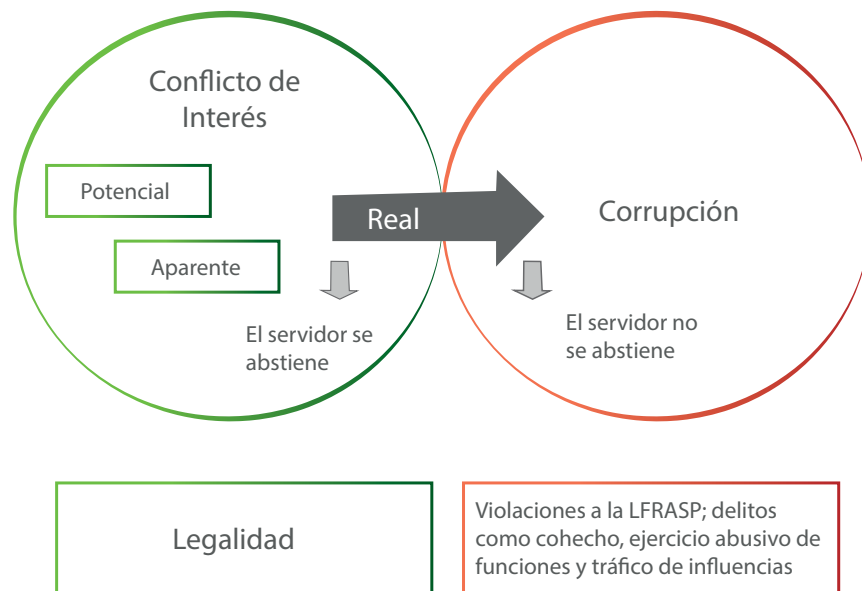 Conflicto de
Interés
Potencial
Aparente
Real
El servidor se
abstiene
Corrupción
El servidor no
se abstiene
Legalidad
Violaciones a la LFRASP; delitos
como cohecho, ejercicio abusivo de
funciones y tráfico de influencias